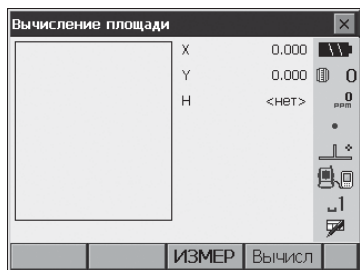 Вычисление площади
X 0.000
Y 0.000 0
H <нет> 0 ppm
1
ИЗМЕР Вычисл